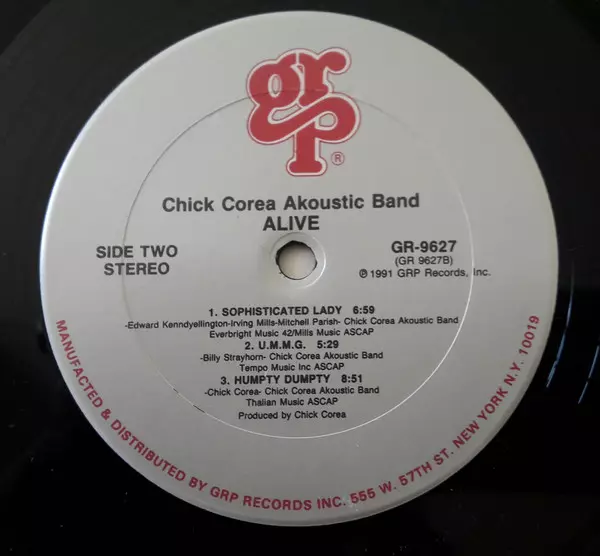 grp
®
Chick Corea Akoustic Band
ALIVE
SIDE TWO
STEREO
GR-9627
(GR 9627B)
℗ 1991 GRP Records, Inc.
1. SOPHISTICATED LADY 6:59
-Edward Kenndyellington-Irving Mills-Mitchell Parish- Chick Corea Akoustic Band
Everbright Music 42/Mills Music ASCAP
2. U.M.M.G. 5:29
-Billy Strayhorn- Chick Corea Akoustic Band
Tempo Music Inc ASCAP
3. HUMPTY DUMPTY 8:51
-Chick Corea- Chick Corea Akoustic Band
Thalian Music ASCAP
Produced by Chick Corea
MANUFACTED & DISTRIBUTED BY GRP RECORDS INC. 555 W. 57TH ST. NEW YORK N.Y. 10019